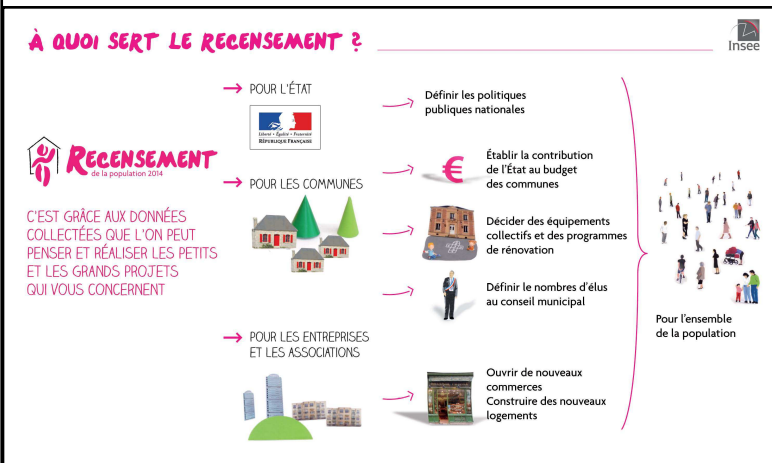 À QUOI SERT LE RECENSEMENT ?
Insee
RECENSEMENT
de la population 2014
C'EST GRÂCE AUX DONNÉES
COLLECTÉES QUE L'ON PEUT
PENSER ET RÉALISER LES PETITS
ET LES GRANDS PROJETS
QUI VOUS CONCERNENT
→ POUR L'ÉTAT
Liberté • Égalité • Fraternité
RÉPUBLIQUE FRANÇAISE
Définir les politiques
publiques nationales
→ POUR LES COMMUNES
€
Établir la contribution
de l'État au budget
des communes
Décider des équipements
collectifs et des programmes
de rénovation
Définir le nombres d'élus
au conseil municipal
→ POUR LES ENTREPRISES
ET LES ASSOCIATIONS
Ouvrir de nouveaux
commerces
Construire des nouveaux
logements
Pour l'ensemble
de la population